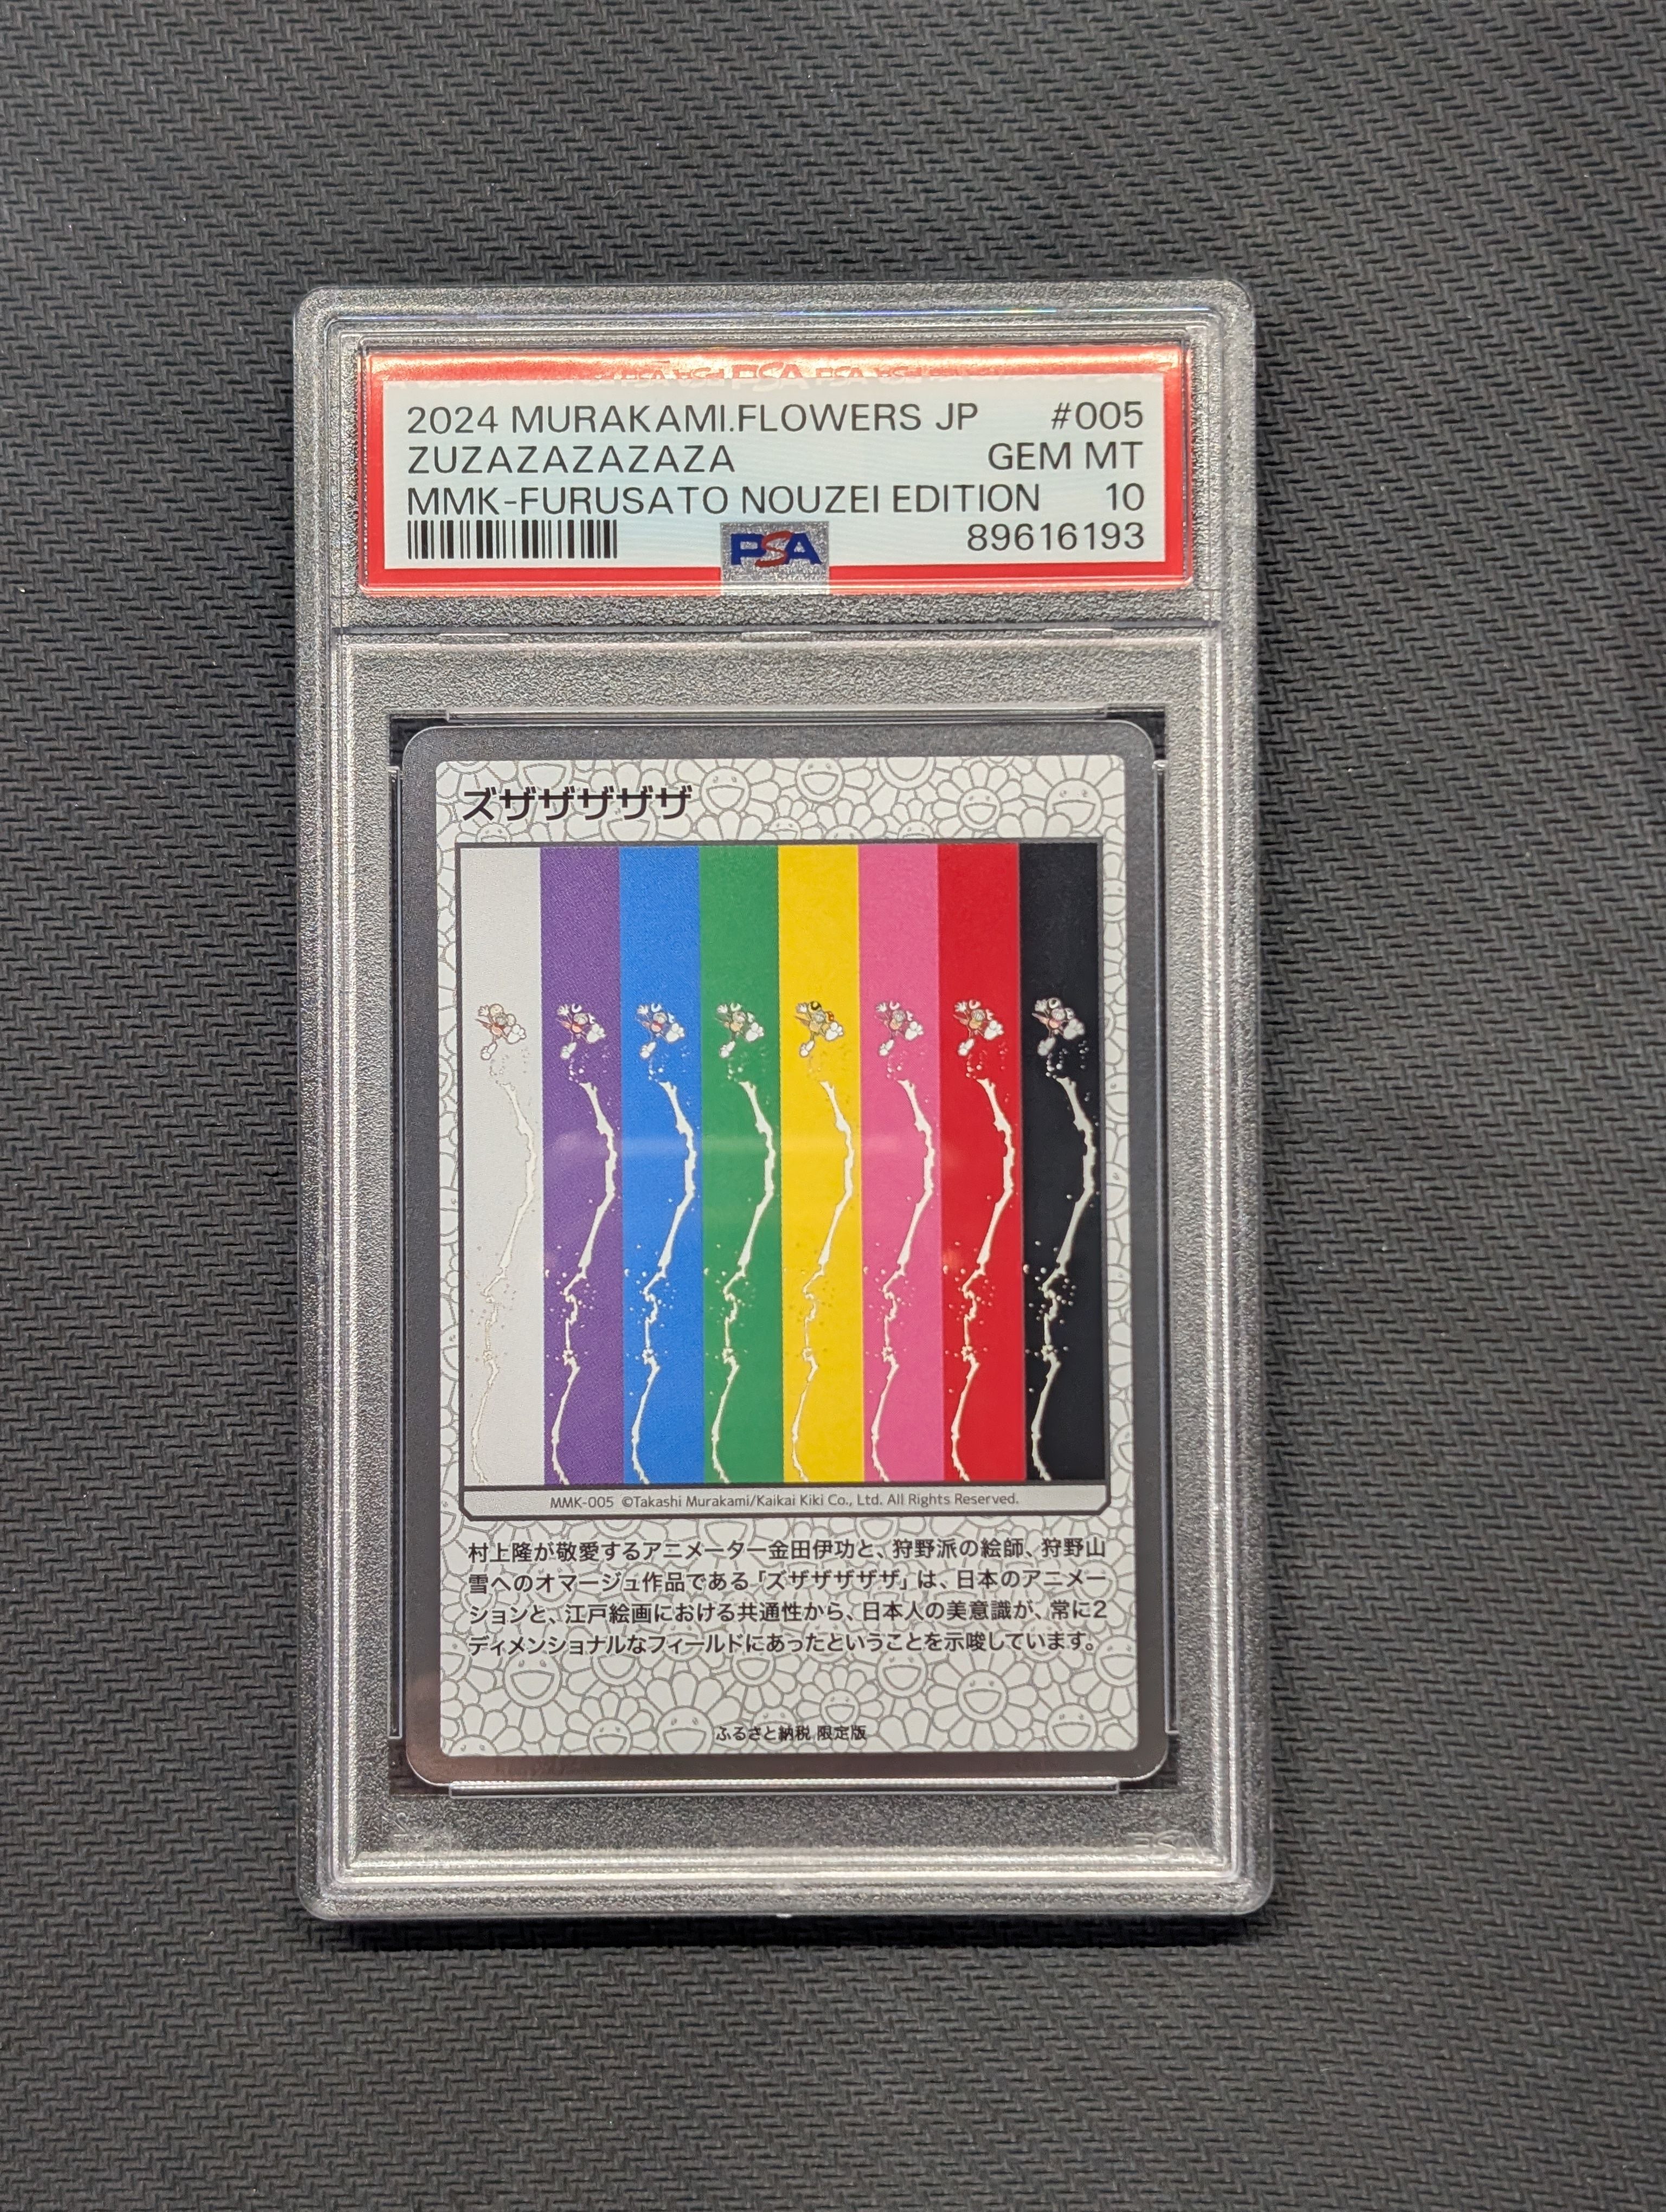 2024 MURAKAMI.FLOWERS JP #005
ZUZAZAZAZAZA GEM MT
MMK-FURUSATO NOUZEI EDITION 10
PSA 89616193
ズザザザザザ
MMK-005 ©Takashi Murakami/Kaikai Kiki Co., Ltd. All Rights Reserved.
村上隆が敬愛するアニメーター金田伊功と、狩野派の絵師、狩野山
雪へのオマージュ作品である「ズザザザザザ」は、日本のアニメー
ションと、江戸絵画における共通性から、日本人の美意識が、常に2
ディメンショナルなフィールドにあったということを示唆しています。
ふるさと納税 限定版
PSA